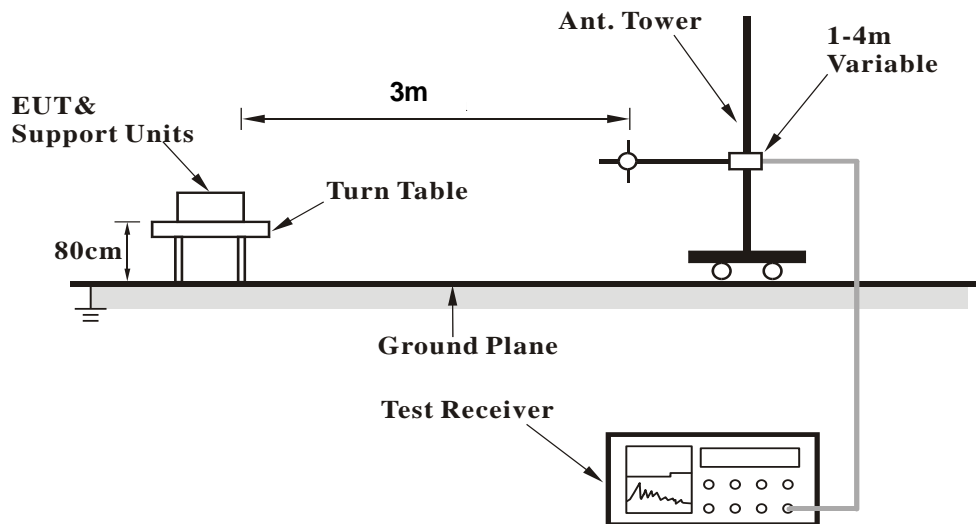 Ant. Tower
1-4m
Variable
3m
EUT&
Support Units
Turn Table
80cm
Ground Plane
Test Receiver